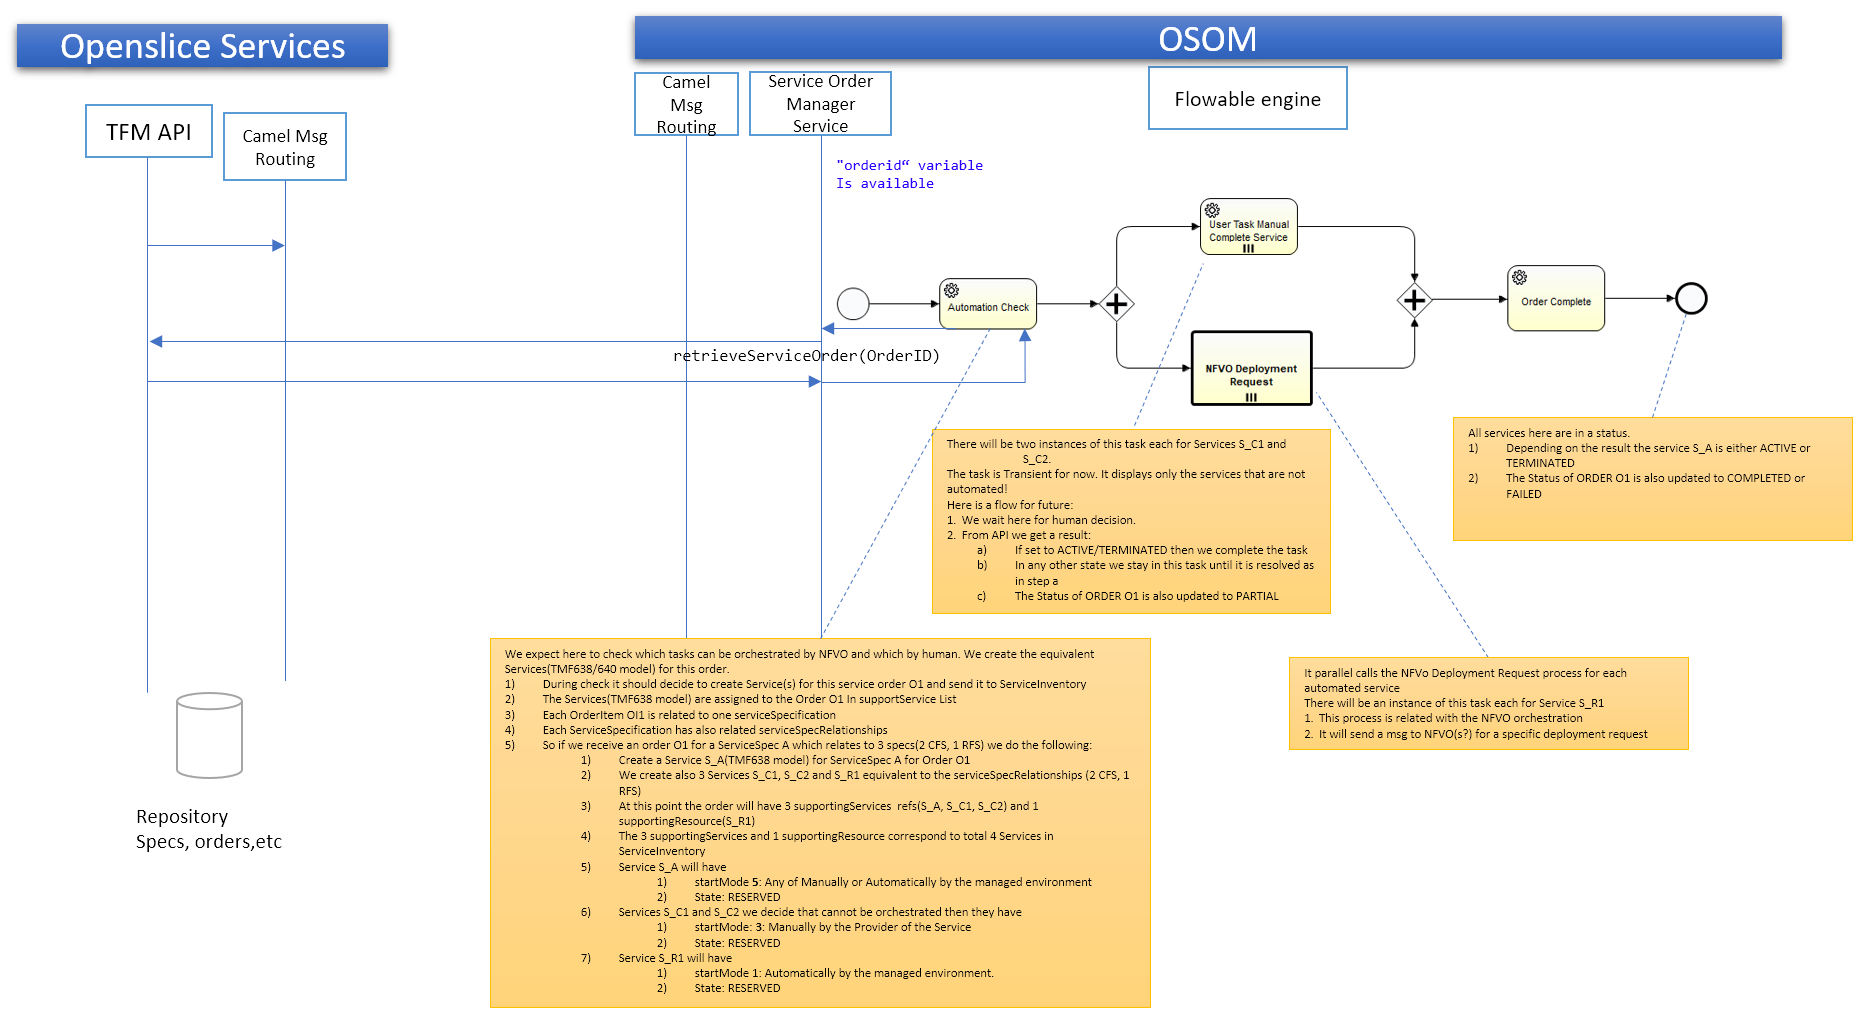 Openslice Services
OSOM
TFM API
Camel Msg
Routing
Camel
Msg
Routing
Service Order
Manager
Service
Flowable engine
"orderid“ variable
Is available
User Task Manual
Complete Service
Automation Check
Order Complete
retrieveServiceOrder(OrderID)
NFVO Deployment
Request
There will be two instances of this task each for Services S_C1 and
S_C2.
The task is Transient for now. It displays only the services that are not
automated!
Here is a flow for future:
1. We wait here for human decision.
2. From API we get a result:
a) If set to ACTIVE/TERMINATED then we complete the task
b) In any other state we stay in this task until it is resolved as
in step a
c) The Status of ORDER O1 is also updated to PARTIAL
All services here are in a status.
1) Depending on the result the service S_A is either ACTIVE or
TERMINATED
2) The Status of ORDER O1 is also updated to COMPLETED or
FAILED
We expect here to check which tasks can be orchestrated by NFVO and which by human. We create the equivalent
Services(TMF638/640 model) for this order.
1) During check it should decide to create Service(s) for this service order O1 and send it to ServiceInventory
2) The Services(TMF638 model) are assigned to the Order O1 In supportService List
3) Each OrderItem OI1 is related to one serviceSpecification
4) Each ServiceSpecification has also related serviceSpecRelationships
5) So if we receive an order O1 for a ServiceSpec A which relates to 3 specs(2 CFS, 1 RFS) we do the following:
1) Create a Service S_A(TMF638 model) for ServiceSpec A for Order O1
2) We create also 3 Services S_C1, S_C2 and S_R1 equivalent to the serviceSpecRelationships (2 CFS, 1
RFS)
3) At this point the order will have 3 supportingServices refs(S_A, S_C1, S_C2) and 1
supportingResource(S_R1)
4) The 3 supportingServices and 1 supportingResource correspond to total 4 Services in
ServiceInventory
5) Service S_A will have
1) startMode 5: Any of Manually or Automatically by the managed environment
2) State: RESERVED
6) Services S_C1 and S_C2 we decide that cannot be orchestrated then they have
1) startMode: 3: Manually by the Provider of the Service
2) State: RESERVED
7) Service S_R1 will have
1) startMode 1: Automatically by the managed environment.
2) State: RESERVED
It parallel calls the NFVo Deployment Request process for each
automated service
There will be an instance of this task each for Service S_R1
1. This process is related with the NFVO orchestration
2. It will send a msg to NFVO(s?) for a specific deployment request
Repository
Specs, orders,etc